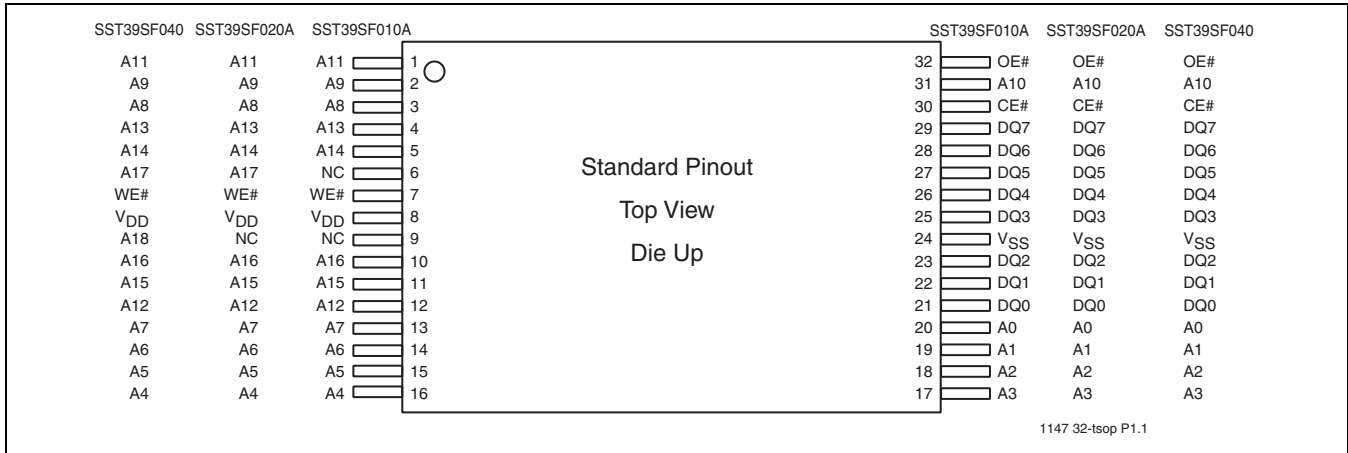 SST39SF040 SST39SF020A SST39SF010A SST39SF010A SST39SF020A SST39SF040
A11 A11 A11 1 32 OE# OE# OE#
A9 A9 A9 2 31 A10 A10 A10
A8 A8 A8 3 30 CE# CE# CE#
A13 A13 A13 4 29 DQ7 DQ7 DQ7
A14 A14 A14 5 28 DQ6 DQ6 DQ6
A17 A17 NC 6 27 DQ5 DQ5 DQ5
WE# WE# WE# 7 26 DQ4 DQ4 DQ4
VDD VDD VDD 8 25 DQ3 DQ3 DQ3
A18 NC NC 9 24 VSS VSS VSS
A16 A16 A16 10 23 DQ2 DQ2 DQ2
A15 A15 A15 11 22 DQ1 DQ1 DQ1
A12 A12 A12 12 21 DQ0 DQ0 DQ0
A7 A7 A7 13 20 A0 A0 A0
A6 A6 A6 14 19 A1 A1 A1
A5 A5 A5 15 18 A2 A2 A2
A4 A4 A4 16 17 A3 A3 A3
Standard Pinout
Top View
Die Up
1147 32-tsop P1.1